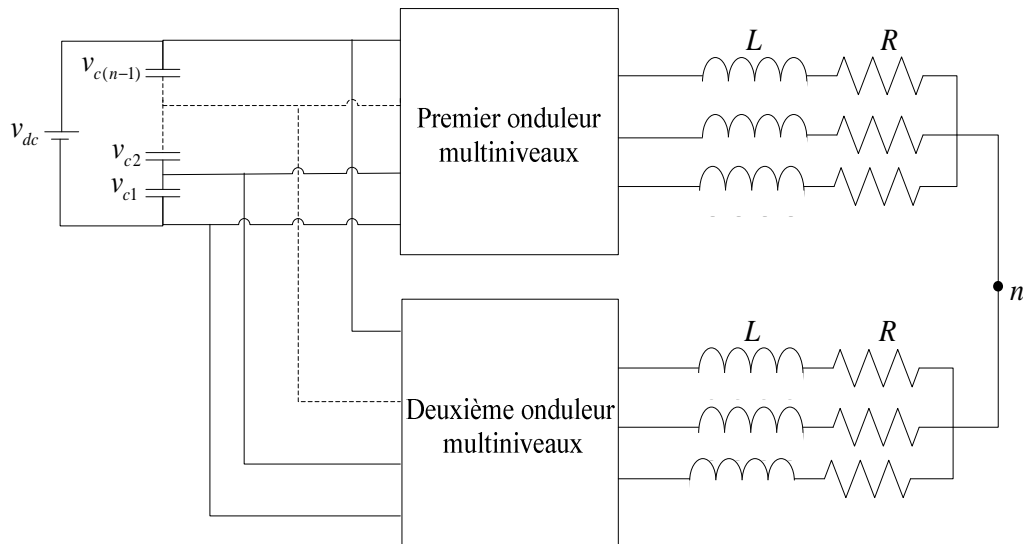 L R
v_{c(n-1)}
Premier onduleur
multiniveaux
v_{dc}
v_{c2}
v_{c1}
n
L R
Deuxième onduleur
multiniveaux